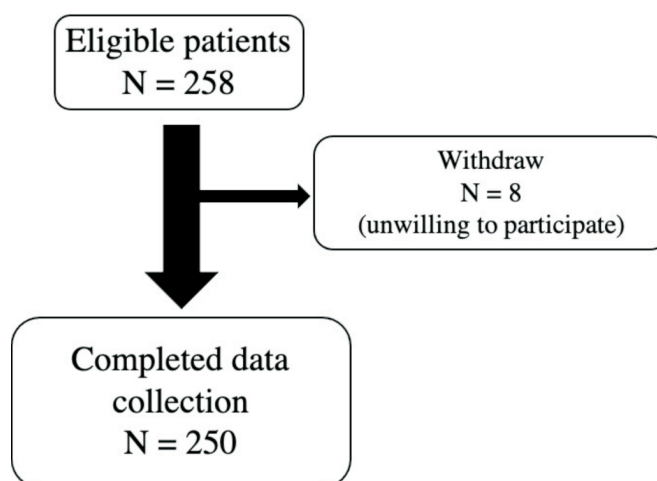 Eligible patients
N = 258
Withdraw
N = 8
(unwilling to participate)
Completed data
collection
N = 250